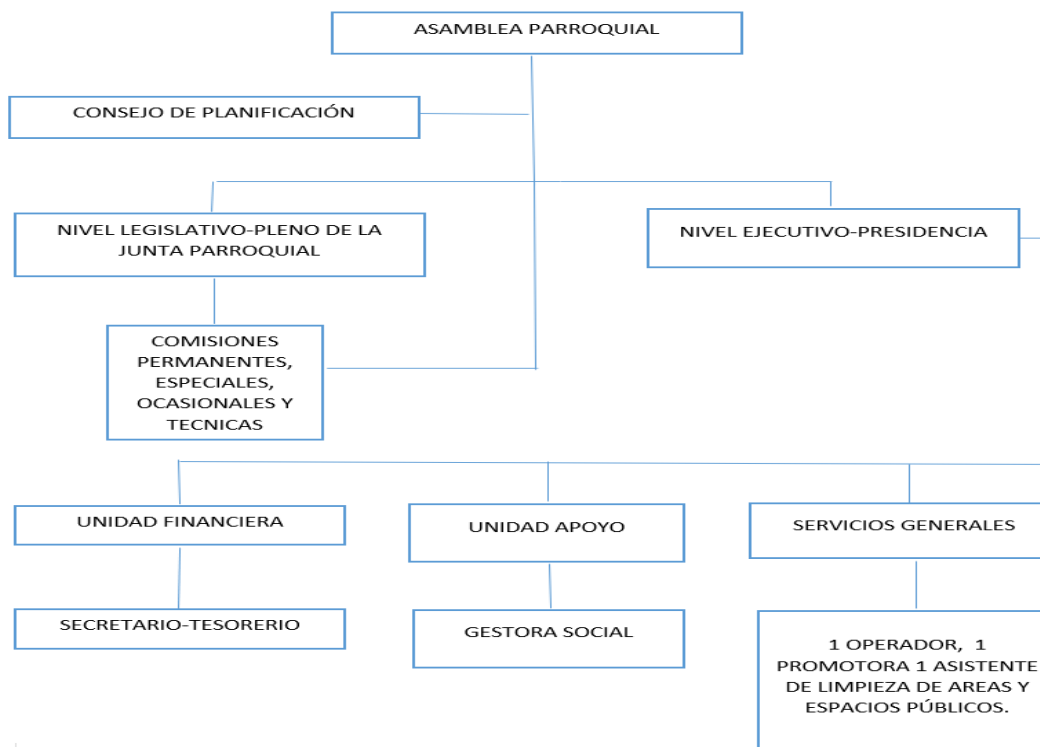 ASAMBLEA PARROQUIAL
CONSEJO DE PLANIFICACIÓN
NIVEL LEGISLATIVO-PLENO DE LA
JUNTA PARROQUIAL
NIVEL EJECUTIVO-PRESIDENCIA
COMISIONES
PERMANENTES,
ESPECIALES,
OCASIONALES Y
TECNICAS
UNIDAD FINANCIERA
UNIDAD APOYO
SERVICIOS GENERALES
SECRETARIO-TESORERIO
GESTORA SOCIAL
1 OPERADOR, 1
PROMOTORA 1 ASISTENTE
DE LIMPIEZA DE AREAS Y
ESPACIOS PÚBLICOS.